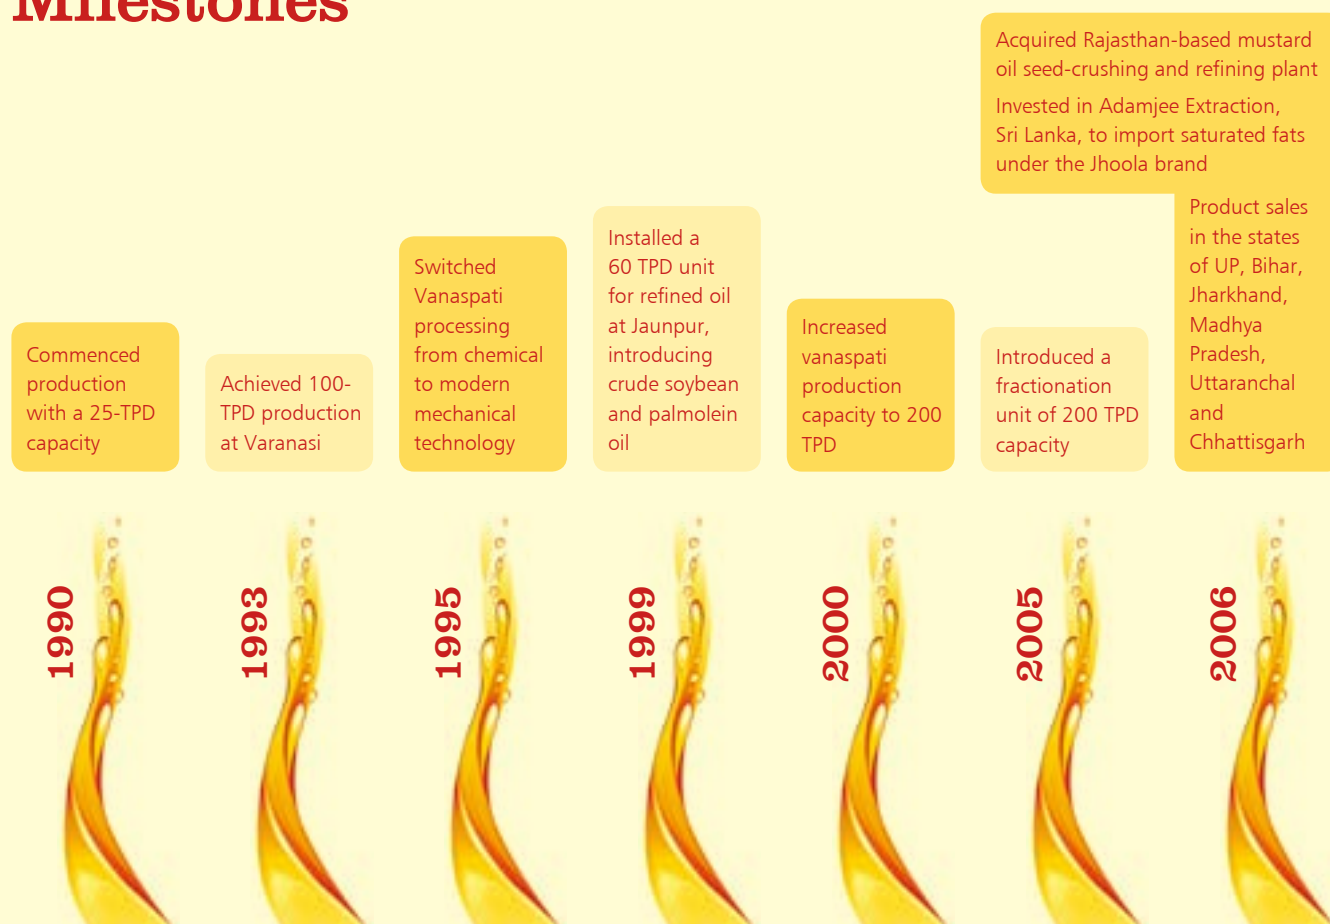 Milestones
Commenced
production
with a 25-TPD
capacity
1990
Achieved 100-
TPD production
at Varanasi
1993
Switched
Vanaspati
processing
from chemical
to modern
mechanical
technology
1995
Installed a
60 TPD unit
for refined oil
at Jaunpur,
introducing
crude soybean
and palmolein
oil
1999
Increased
vanaspati
production
capacity to 200
TPD
2000
Introduced a
fractionation
unit of 200 TPD
capacity
2005
Acquired Rajasthan-based mustard
oil seed-crushing and refining plant
Invested in Adamjee Extraction,
Sri Lanka, to import saturated fats
under the Jhoola brand
Product sales
in the states
of UP, Bihar,
Jharkhand,
Madhya
Pradesh,
Uttaranchal
and
Chhattisgarh
2006